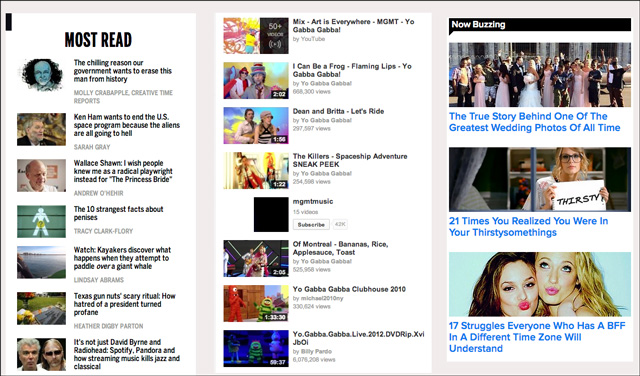 MOST READ
The chilling reason our
government wants to erase this
man from history
MOLLY CRABAPPLE, CREATIVE TIME
REPORTS
Ken Ham wants to end the U.S.
space program because the aliens
are all going to hell
SARAH GRAY
Wallace Shawn: I wish people
knew me as a radical playwright
instead for "The Princess Bride"
ANDREW O'HEHIR
The 10 strangest facts about
penises
TRACY CLARK-FLORY
Watch: Kayakers discover what
happens when they attempt to
paddle over a giant whale
LINDSAY ABRAMS
Texas gun nuts' scary ritual: How
hatred of a president turned
profane
HEATHER DIGBY PARTON
It's not just David Byrne and
Radiohead: Spotify, Pandora and
how streaming music kills jazz and
classical
50+
VIDEOS
Mix - Art is Everywhere - MGMT - Yo
Gabba Gabba!
by YouTube
2:02
I Can Be a Frog - Flaming Lips - Yo
Gabba Gabba!
by Yo Gabba Gabba!
668,300 views
1:56
Dean and Britta - Let's Ride
by Yo Gabba Gabba!
297,597 views
1:22
The Killers - Spaceship Adventure
SNEAK PEEK
by Yo Gabba Gabba!
254,598 views
mgmtmusic
15 videos
Subscribe 42K
2:05
Of Montreal - Bananas, Rice,
Applesauce, Toast
by Yo Gabba Gabba!
525,958 views
1:33:30
Yo Gabba Gabba Clubhouse 2010
by michael2010ny
330,624 views
59:37
Yo.Gabba.Gabba.Live.2012.DVDRip.Xvi
JbOi
by Billy Pardo
6,076,208 views
Now Buzzing
The True Story Behind One Of The
Greatest Wedding Photos Of All Time
THIRSTY
21 Times You Realized You Were In
Your Thirstysomethings
17 Struggles Everyone Who Has A BFF
In A Different Time Zone Will
Understand